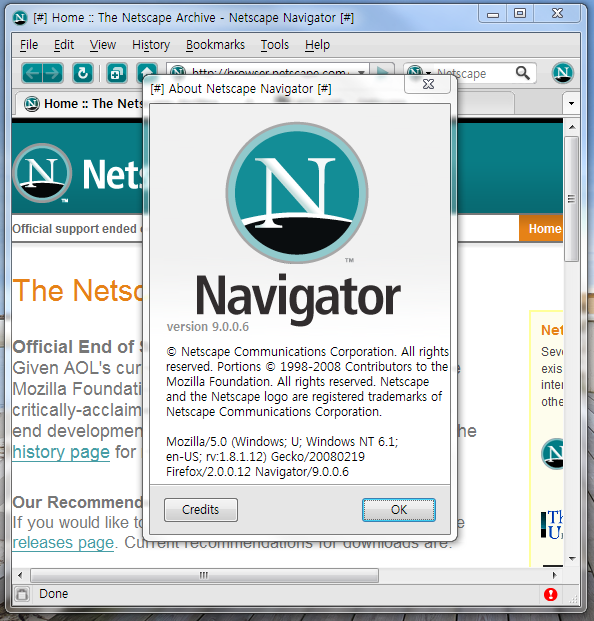 [#] Home :: The Netscape Archive - Netscape Navigator [#]
File Edit View History Bookmarks Tools Help
http://browser.netscape.com Netscape
[#] About Netscape Navigator [#]
Home :: The Nets
N Nets
TM
Official support ended
Home
N
TM
Navigator
version 9.0.0.6
The Netsc
© Netscape Communications Corporation. All rights
reserved. Portions © 1998-2008 Contributors to the
Mozilla Foundation. All rights reserved. Netscape
and the Netscape logo are registered trademarks of
Netscape Communications Corporation.
Mozilla/5.0 (Windows; U; Windows NT 6.1;
en-US; rv:1.8.1.12) Gecko/20080219
Firefox/2.0.0.12 Navigator/9.0.0.6
Credits OK
Official End of S
Given AOL's cur
Mozilla Foundati
critically-acclaim
end developmen the
history page for
Our Recommend
If you would like to
releases page. Current recommendations for downloads are:
Net
Seve
exis
inter
othe
Th
U
Done